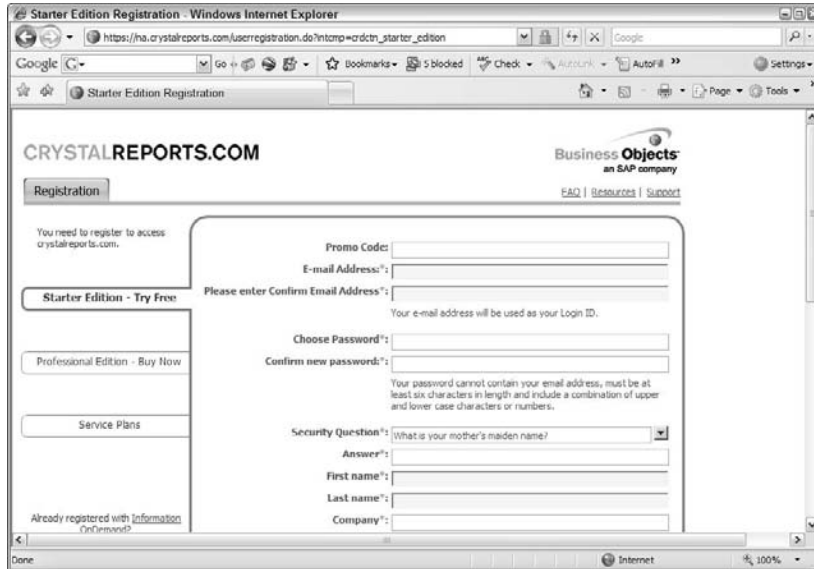 Starter Edition Registration - Windows Internet Explorer
https://na.crystalreports.com/userregistration.do?intcmp=crdctn_starter_edition
Google
Google G
Go
Bookmarks
5 blocked
Check
AutoLink
AutoFill
Settings
Starter Edition Registration
Page
Tools
CRYSTALREPORTS.COM
Business Objects
an SAP company
Registration
FAQ | Resources | Support
You need to register to access
crystalreports.com.
Starter Edition - Try Free
Professional Edition - Buy Now
Service Plans
Already registered with Information
OnDemand?
Promo Code:
E-mail Address:*:
Please enter Confirm Email Address*:
Your e-mail address will be used as your Login ID.
Choose Password*:
Confirm new password:*:
Your password cannot contain your email address, must be at
least six characters in length and include a combination of upper
and lower case characters or numbers.
Security Question*: What is your mother's maiden name?
Answer*:
First name*:
Last name*:
Company*:
Done
Internet
100%